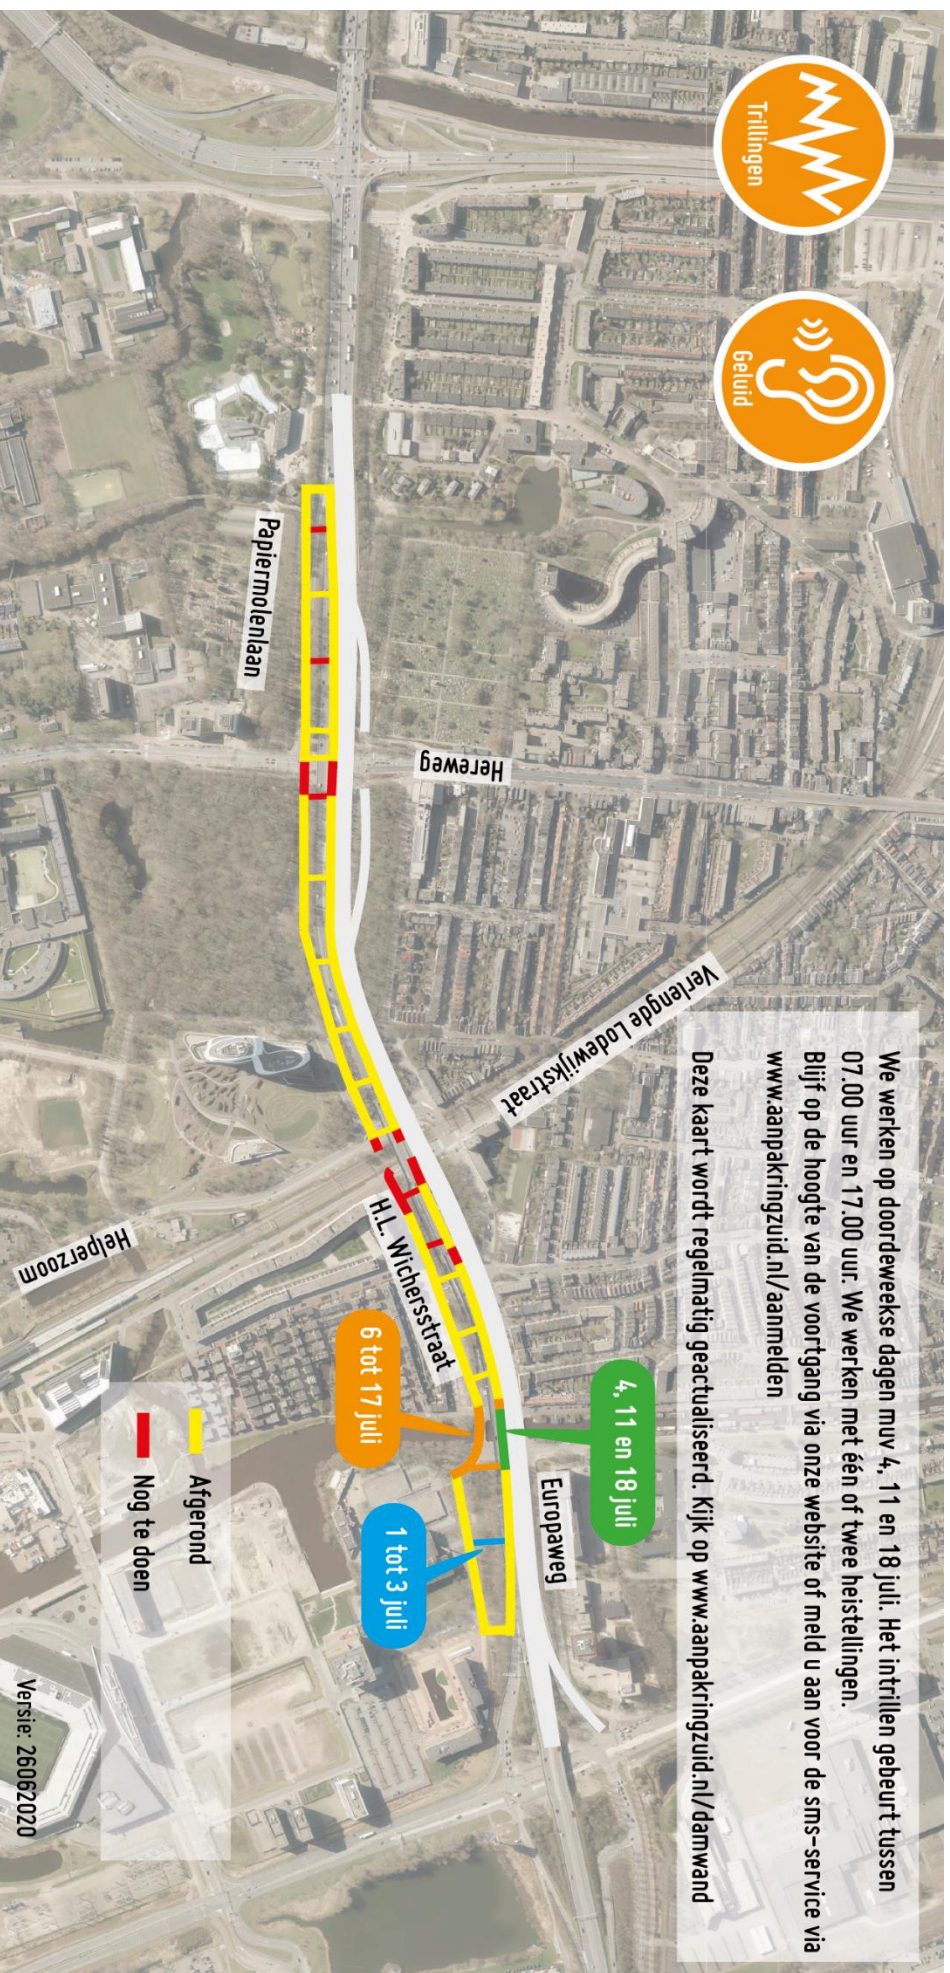 Trillingen
Geluid
We werken op doordeweekse dagen muv 4, 11 en 18 juli. Het intrillen gebeurt tussen
07.00 uur en 17.00 uur. We werken met één of twee heistellingen.
Blijf op de hoogte van de voortgang via onze website of meld u aan voor de sms-service via
www.aanpakringzuid.nl/aanmelden
Deze kaart wordt regelmatig geactualiseerd. Kijk op www.aanpakringzuid.nl/damwand
Hereweg
Verlengde Lodewijkstraat
4, 11 en 18 juli
Europaweg
Papiermolenlaan
H.L. Wichersstraat
6 tot 17 juli
1 tot 3 juli
Helperzoom
Afgerond
Nog te doen
Versie: 26062020